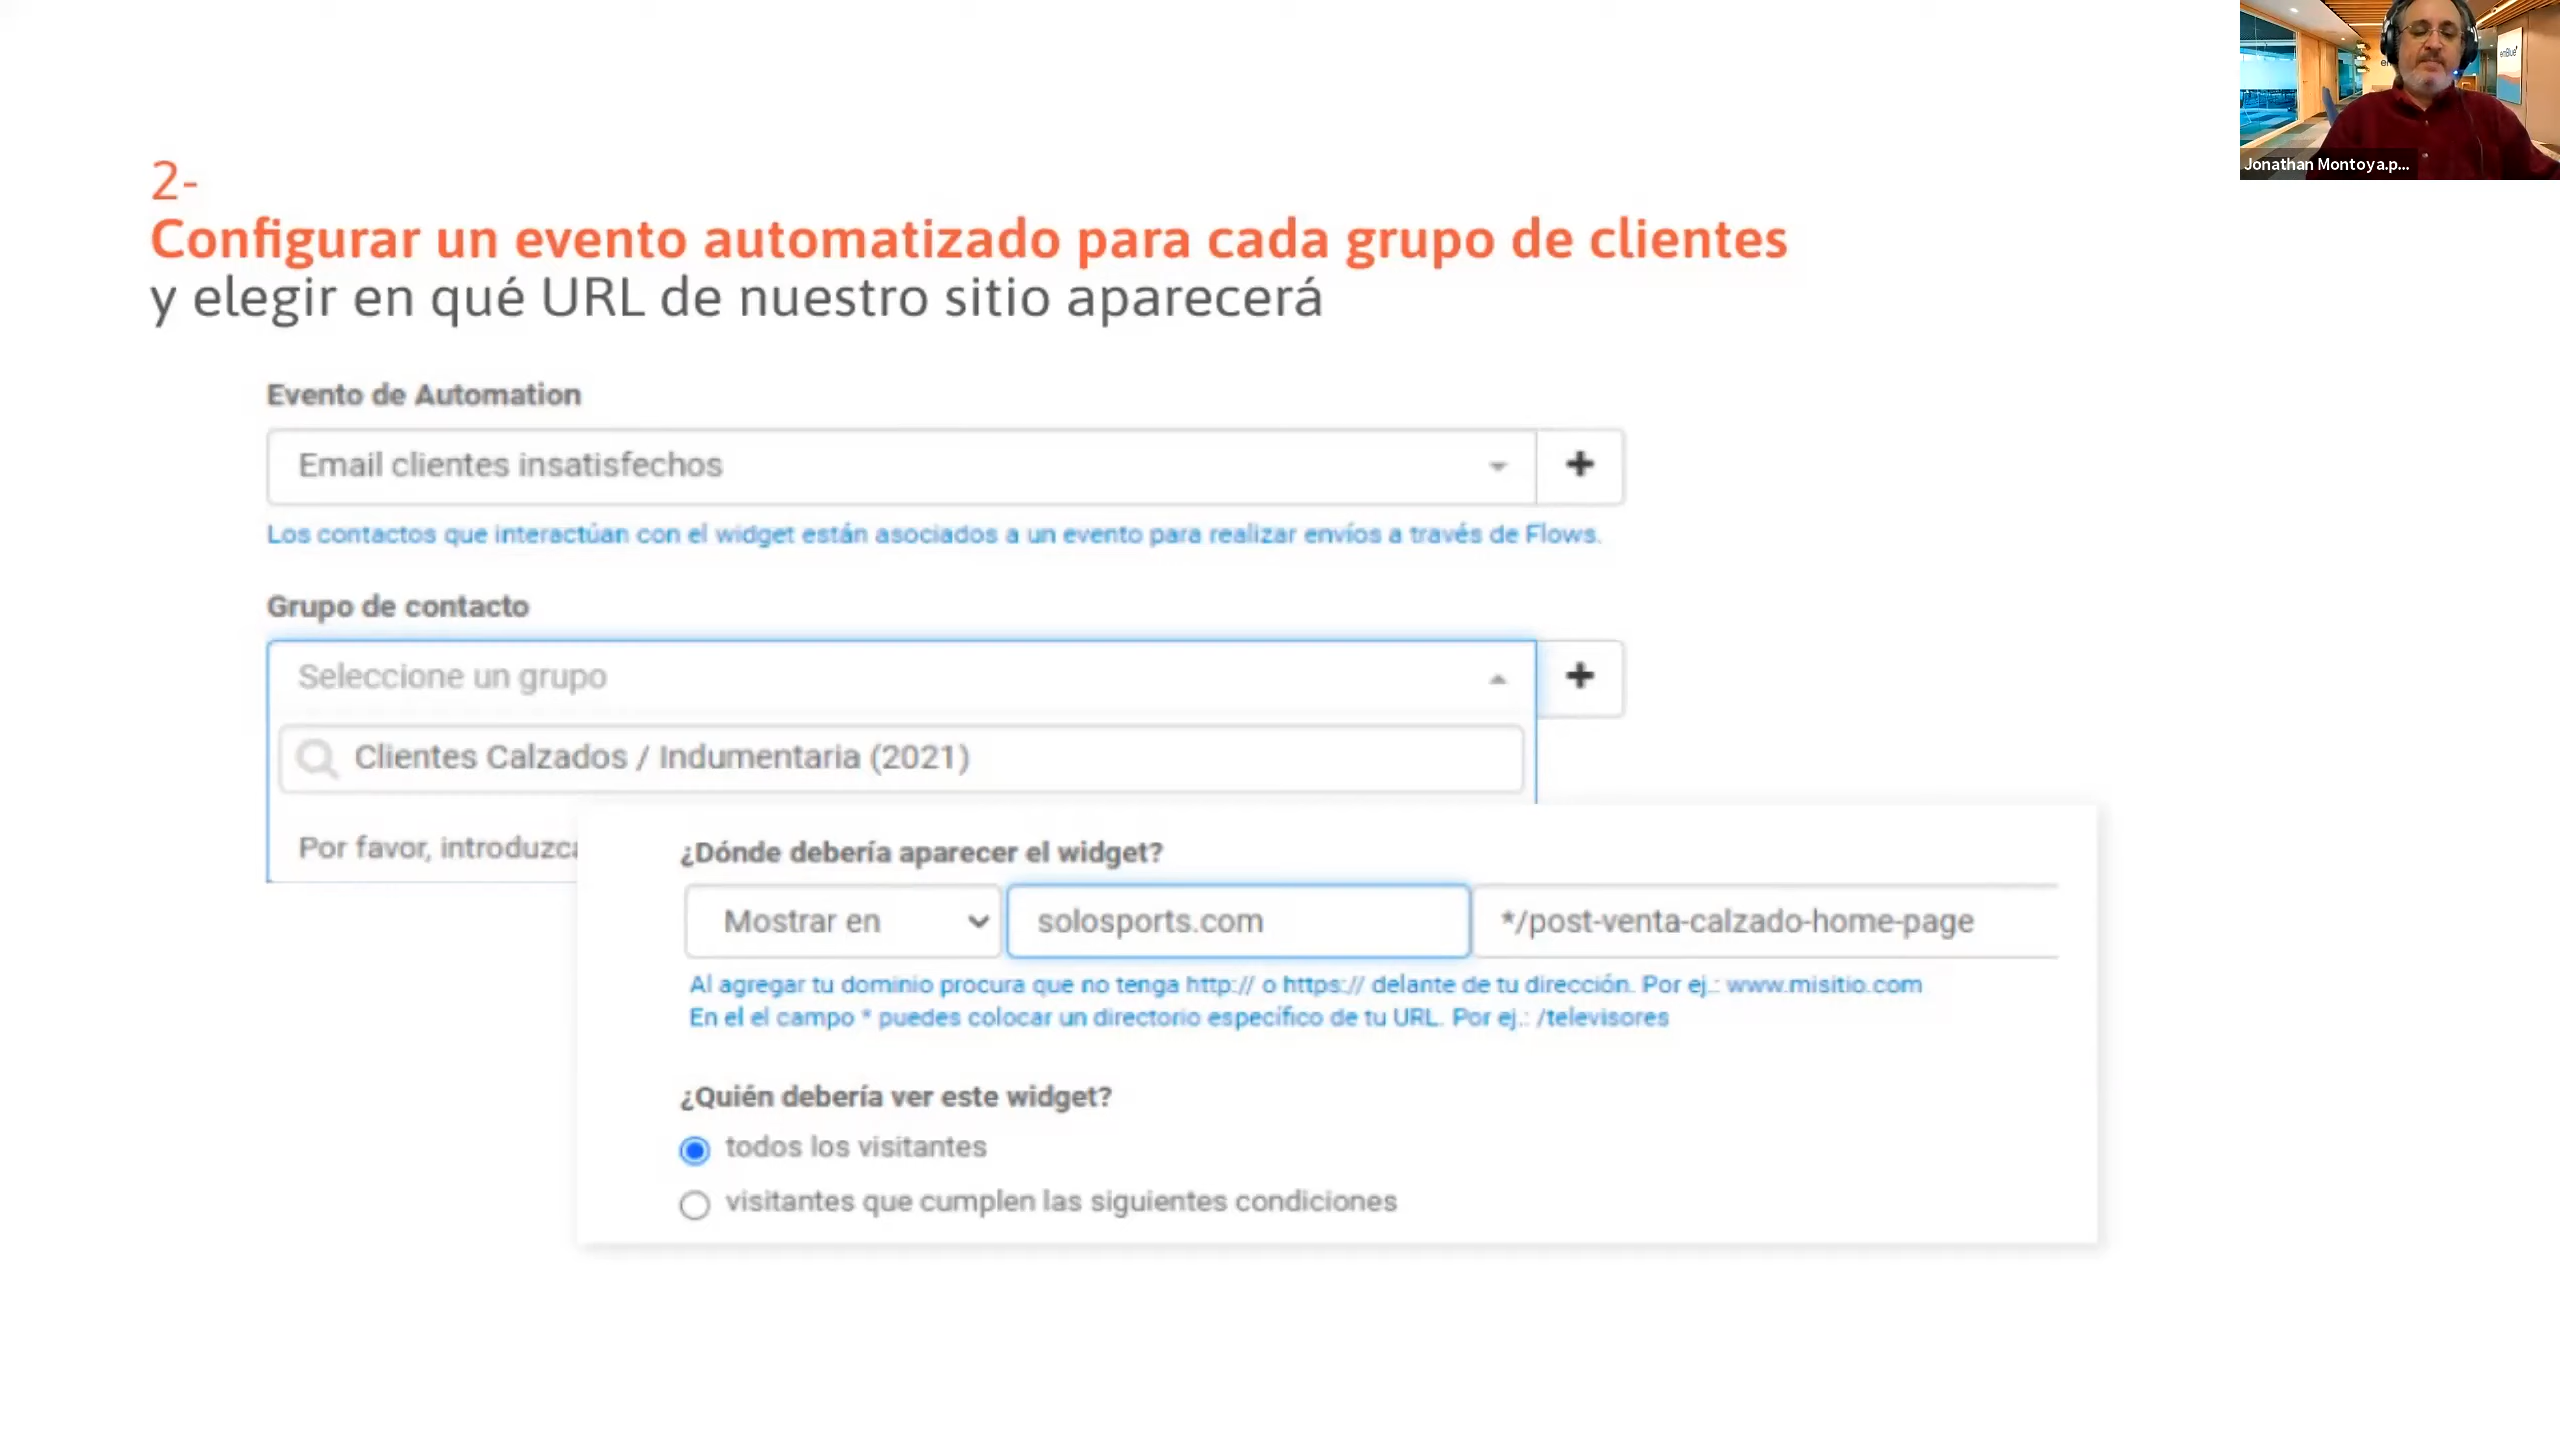 2-
Configurar un evento automatizado para cada grupo de clientes
y elegir en qué URL de nuestro sitio aparecerá
Evento de Automation
Email clientes insatisfechos
Los contactos que interactúan con el widget están asociados a un evento para realizar envíos a través de Flows.
Grupo de contacto
Seleccione un grupo
Clientes Calzados / Indumentaria (2021)
Por favor, introduzca
¿Dónde debería aparecer el widget?
Mostrar en solosports.com */post-venta-calzado-home-page
Al agregar tu dominio procura que no tenga http:// o https:// delante de tu dirección. Por ej.: www.misitio.com
En el el campo * puedes colocar un directorio específico de tu URL. Por ej.: /televisores
¿Quién debería ver este widget?
todos los visitantes
visitantes que cumplen las siguientes condiciones
emBlue
Jonathan Montoya.p...